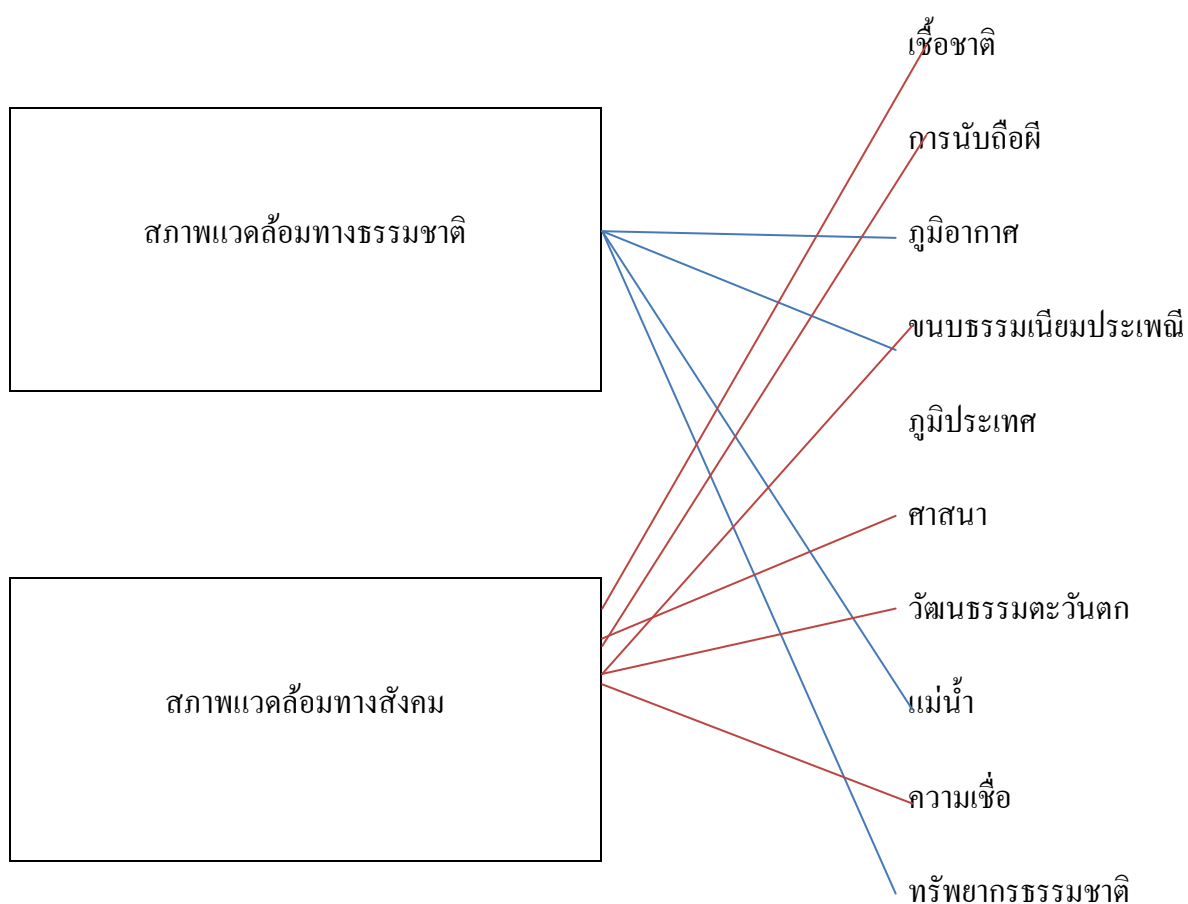 เชื้อชาติ
การนับถือผี
สภาพแวดล้อมทางธรรมชาติ
ภูมิอากาศ
ขนบธรรมเนียมประเพณี
ภูมิประเทศ
ศาสนา
วัฒนธรรมตะวันตก
สภาพแวดล้อมทางสังคม
แม่น้ำ
ความเชื่อ
ทรัพยากรธรรมชาติ